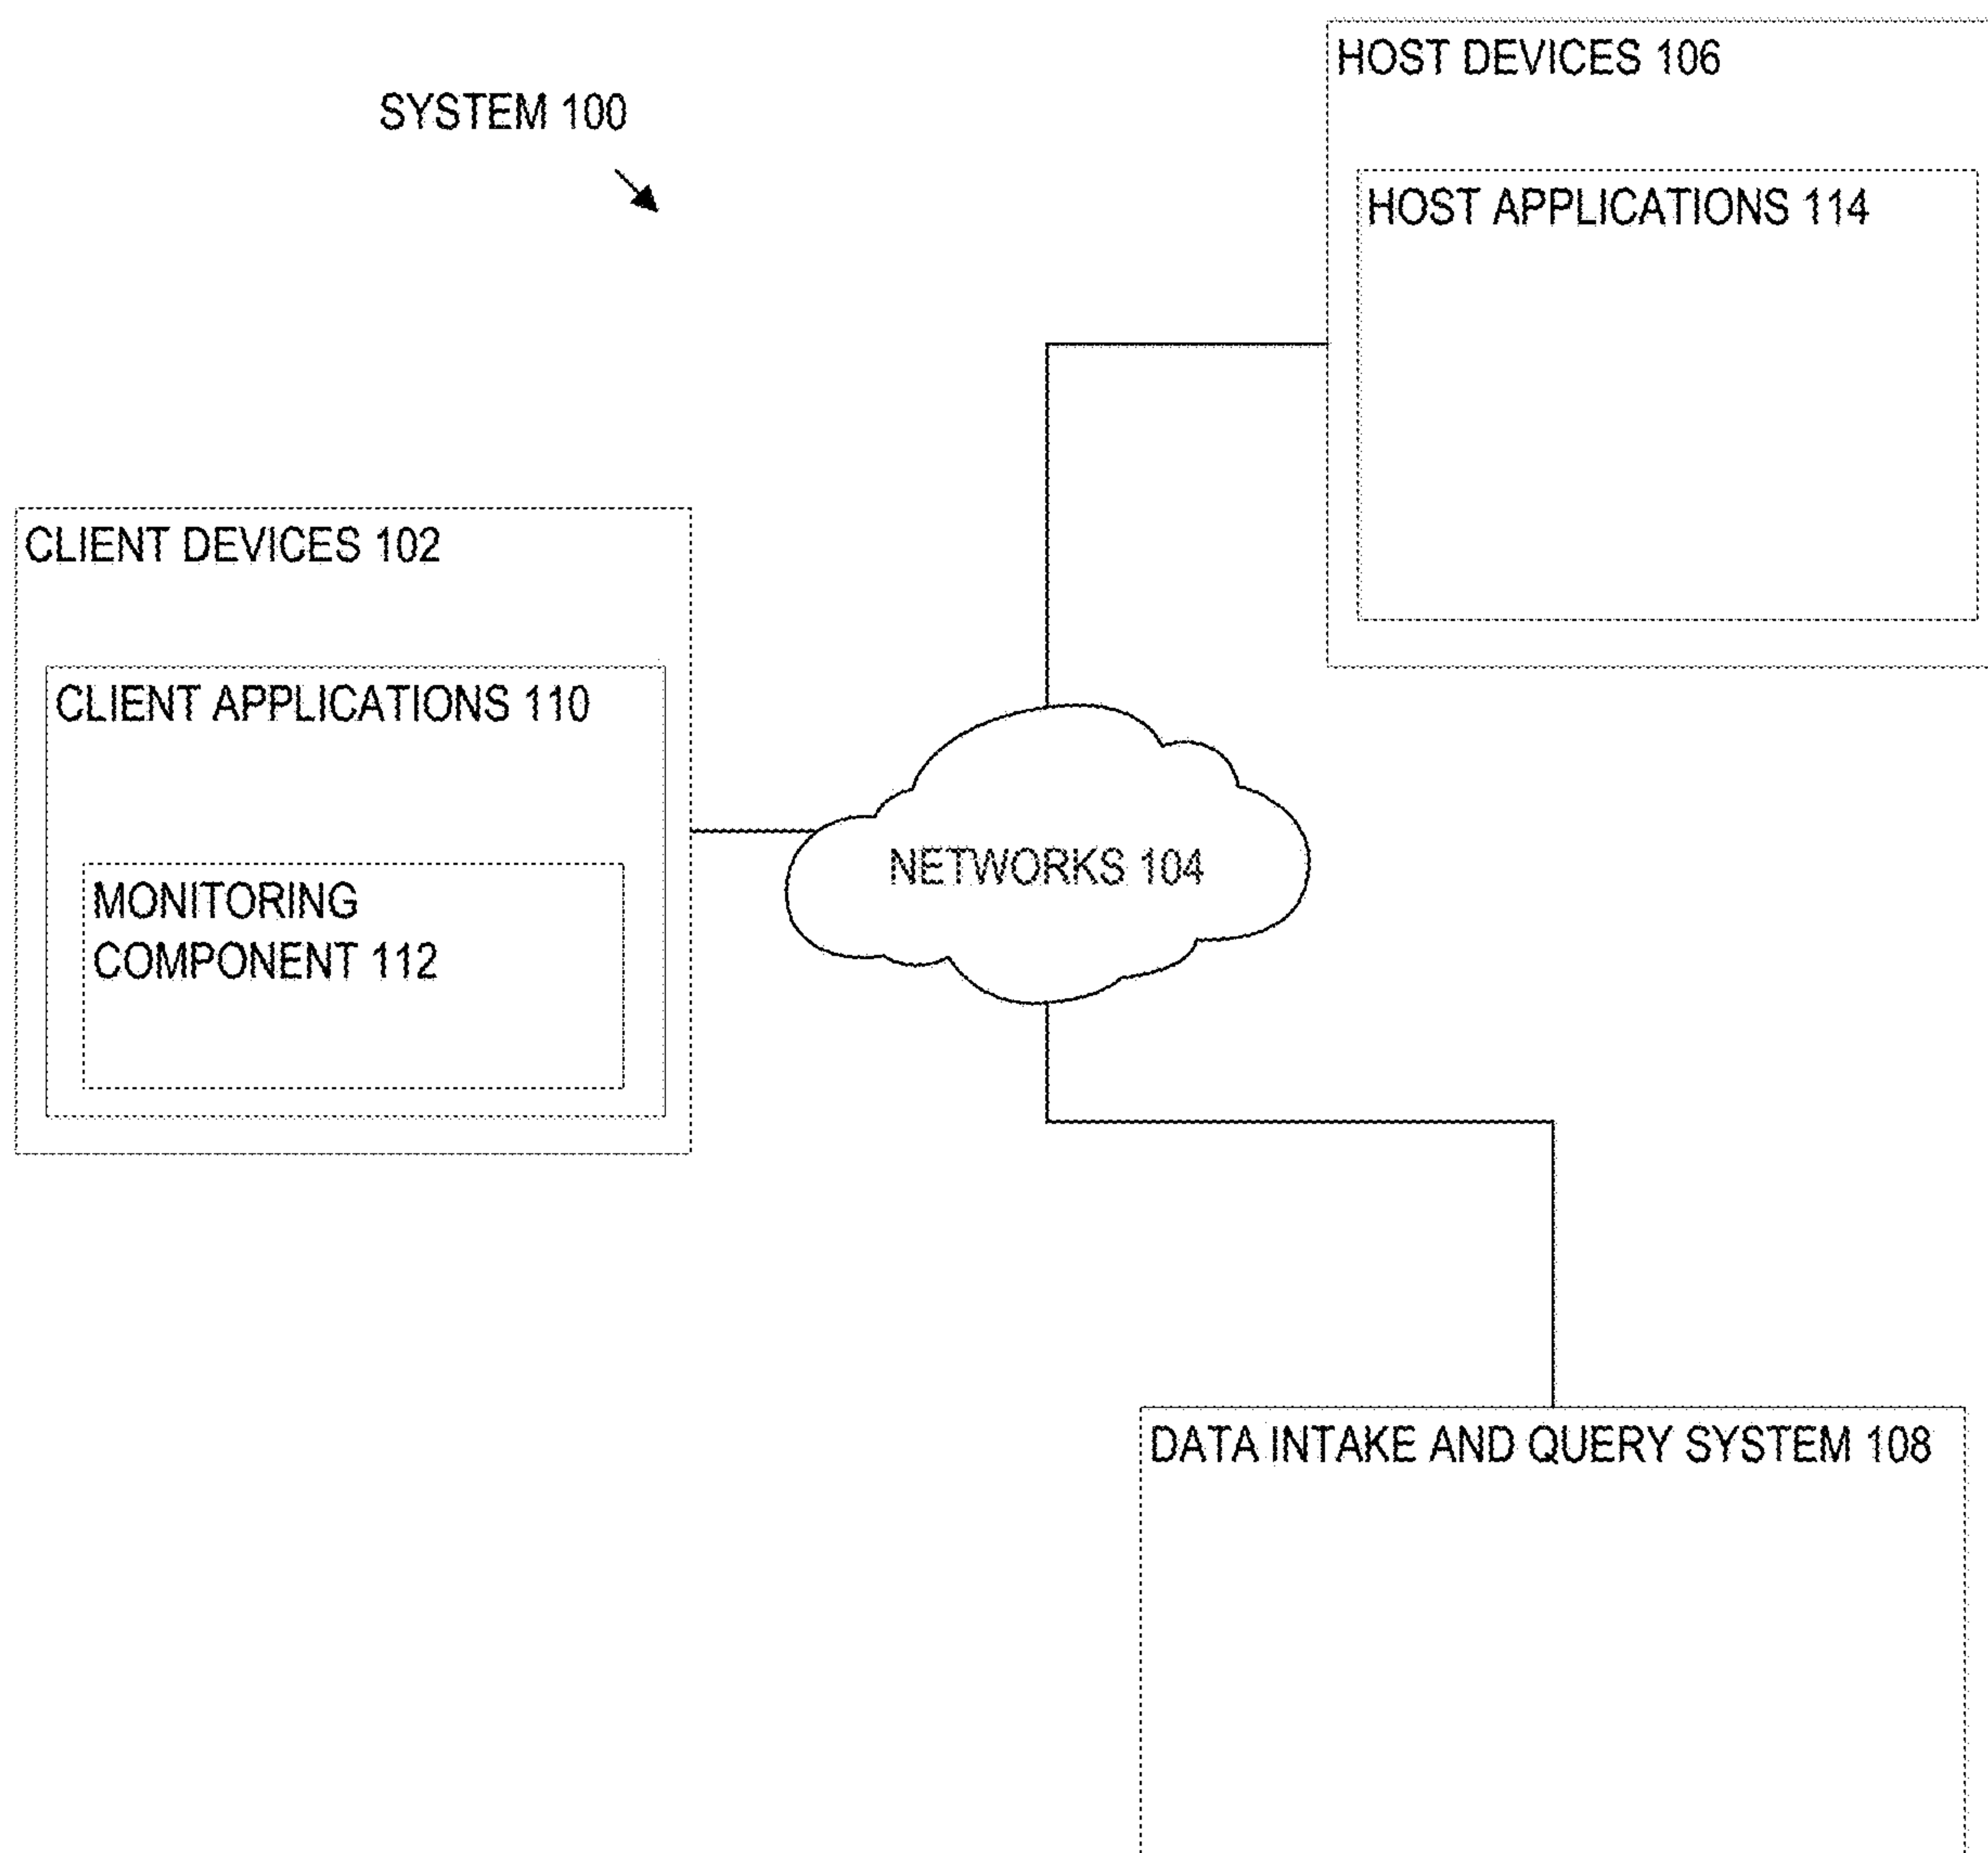 SYSTEM 100
HOST DEVICES 106
HOST APPLICATIONS 114
CLIENT DEVICES 102
CLIENT APPLICATIONS 110
MONITORING
COMPONENT 112
NETWORKS 104
DATA INTAKE AND QUERY SYSTEM 108